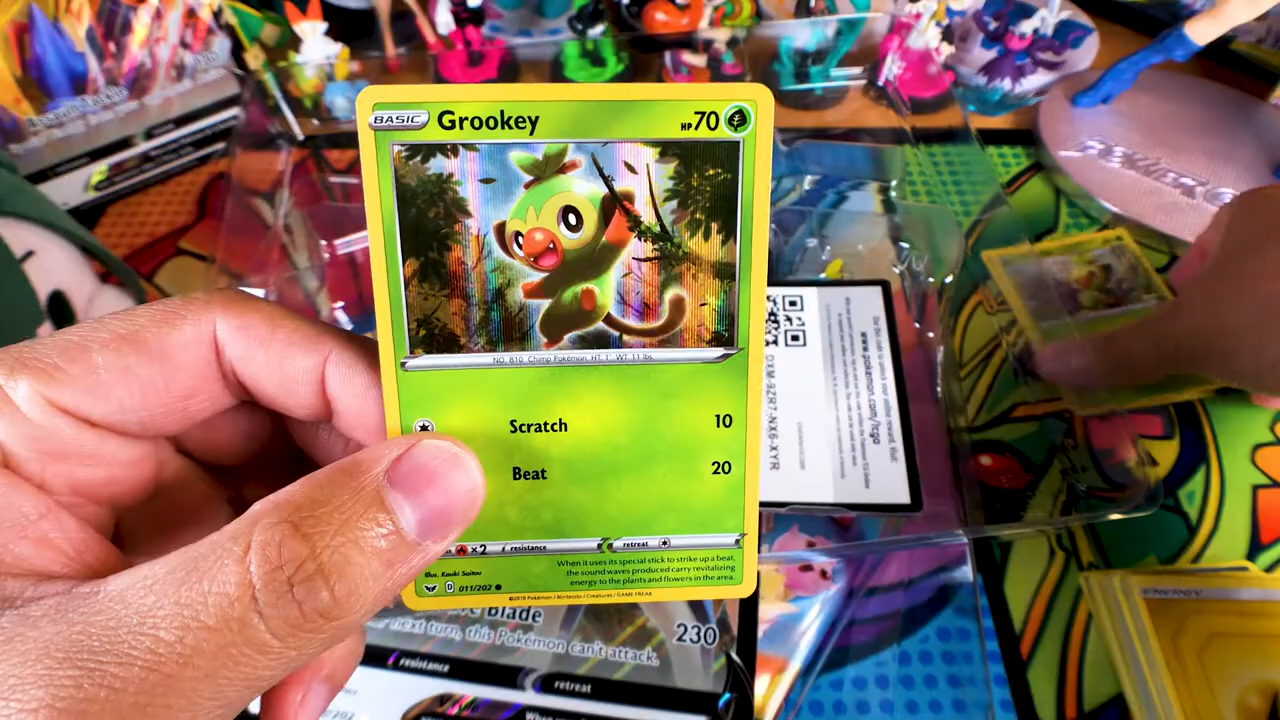 BASIC Grookey HP 70
NO. 810 Chimp Pokémon HT: 1' WT: 11 lbs.
Scratch 10
Beat 20
×2 resistance retreat
Illus. Kouki Saitou
When it uses its special stick to strike up a beat,
the sound waves produced carry revitalizing
energy to the plants and flowers in the area.
D 011/202
©2019 Pokémon / Nintendo / Creatures / GAME FREAK
Blade 230
next turn, this Pokémon can't attack.
resistance
retreat
www.pokemon.com/tcgo
ENERGY